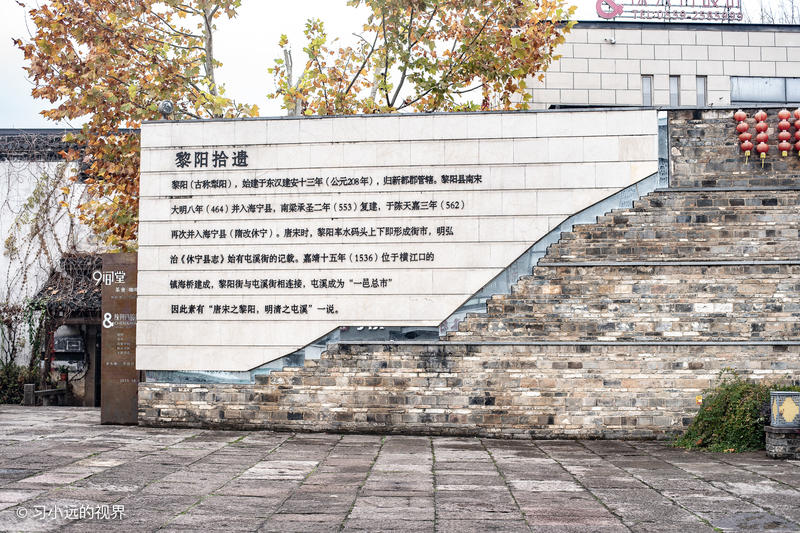 黎阳拾遗
黎阳（古称犁阳），始建于东汉建安十三年（公元208年），归新都郡管辖。黎阳县南宋
大明八年（464）并入海宁县，南梁承圣二年（553）复建，于陈天嘉三年（562）
再次并入海宁县（隋改休宁）。唐宋时，黎阳率水码头上下即形成街市，明弘
治《休宁县志》始有屯溪街的记载。嘉靖十五年（1536）位于横江口的
镇海桥建成，黎阳街与屯溪街相连接，屯溪成为“一邑总市”
因此素有“唐宋之黎阳，明清之屯溪”一说。
&
© 习小远的视界